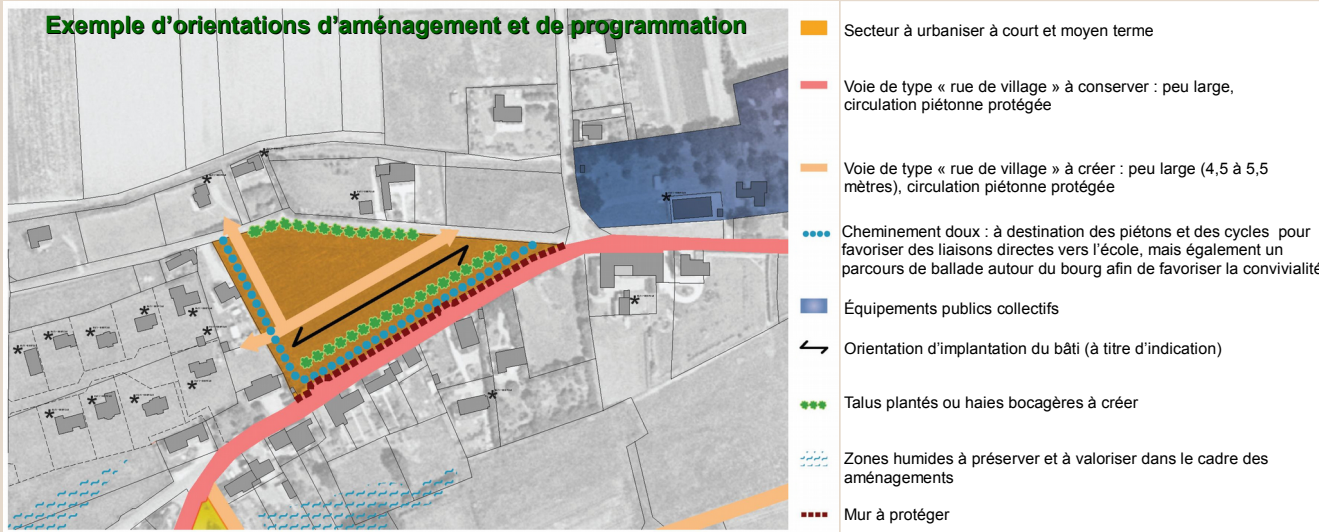 Exemple d'orientations d'aménagement et de programmation
Secteur à urbaniser à court et moyen terme
Voie de type « rue de village » à conserver : peu large,
circulation piétonne protégée
Voie de type « rue de village » à créer : peu large (4,5 à 5,5
mètres), circulation piétonne protégée
Cheminement doux : à destination des piétons et des cycles pour
favoriser des liaisons directes vers l'école, mais également un
parcours de ballade autour du bourg afin de favoriser la convivialité
Équipements publics collectifs
Orientation d'implantation du bâti (à titre d'indication)
Talus plantés ou haies bocagères à créer
Zones humides à préserver et à valoriser dans le cadre des
aménagements
Mur à protéger